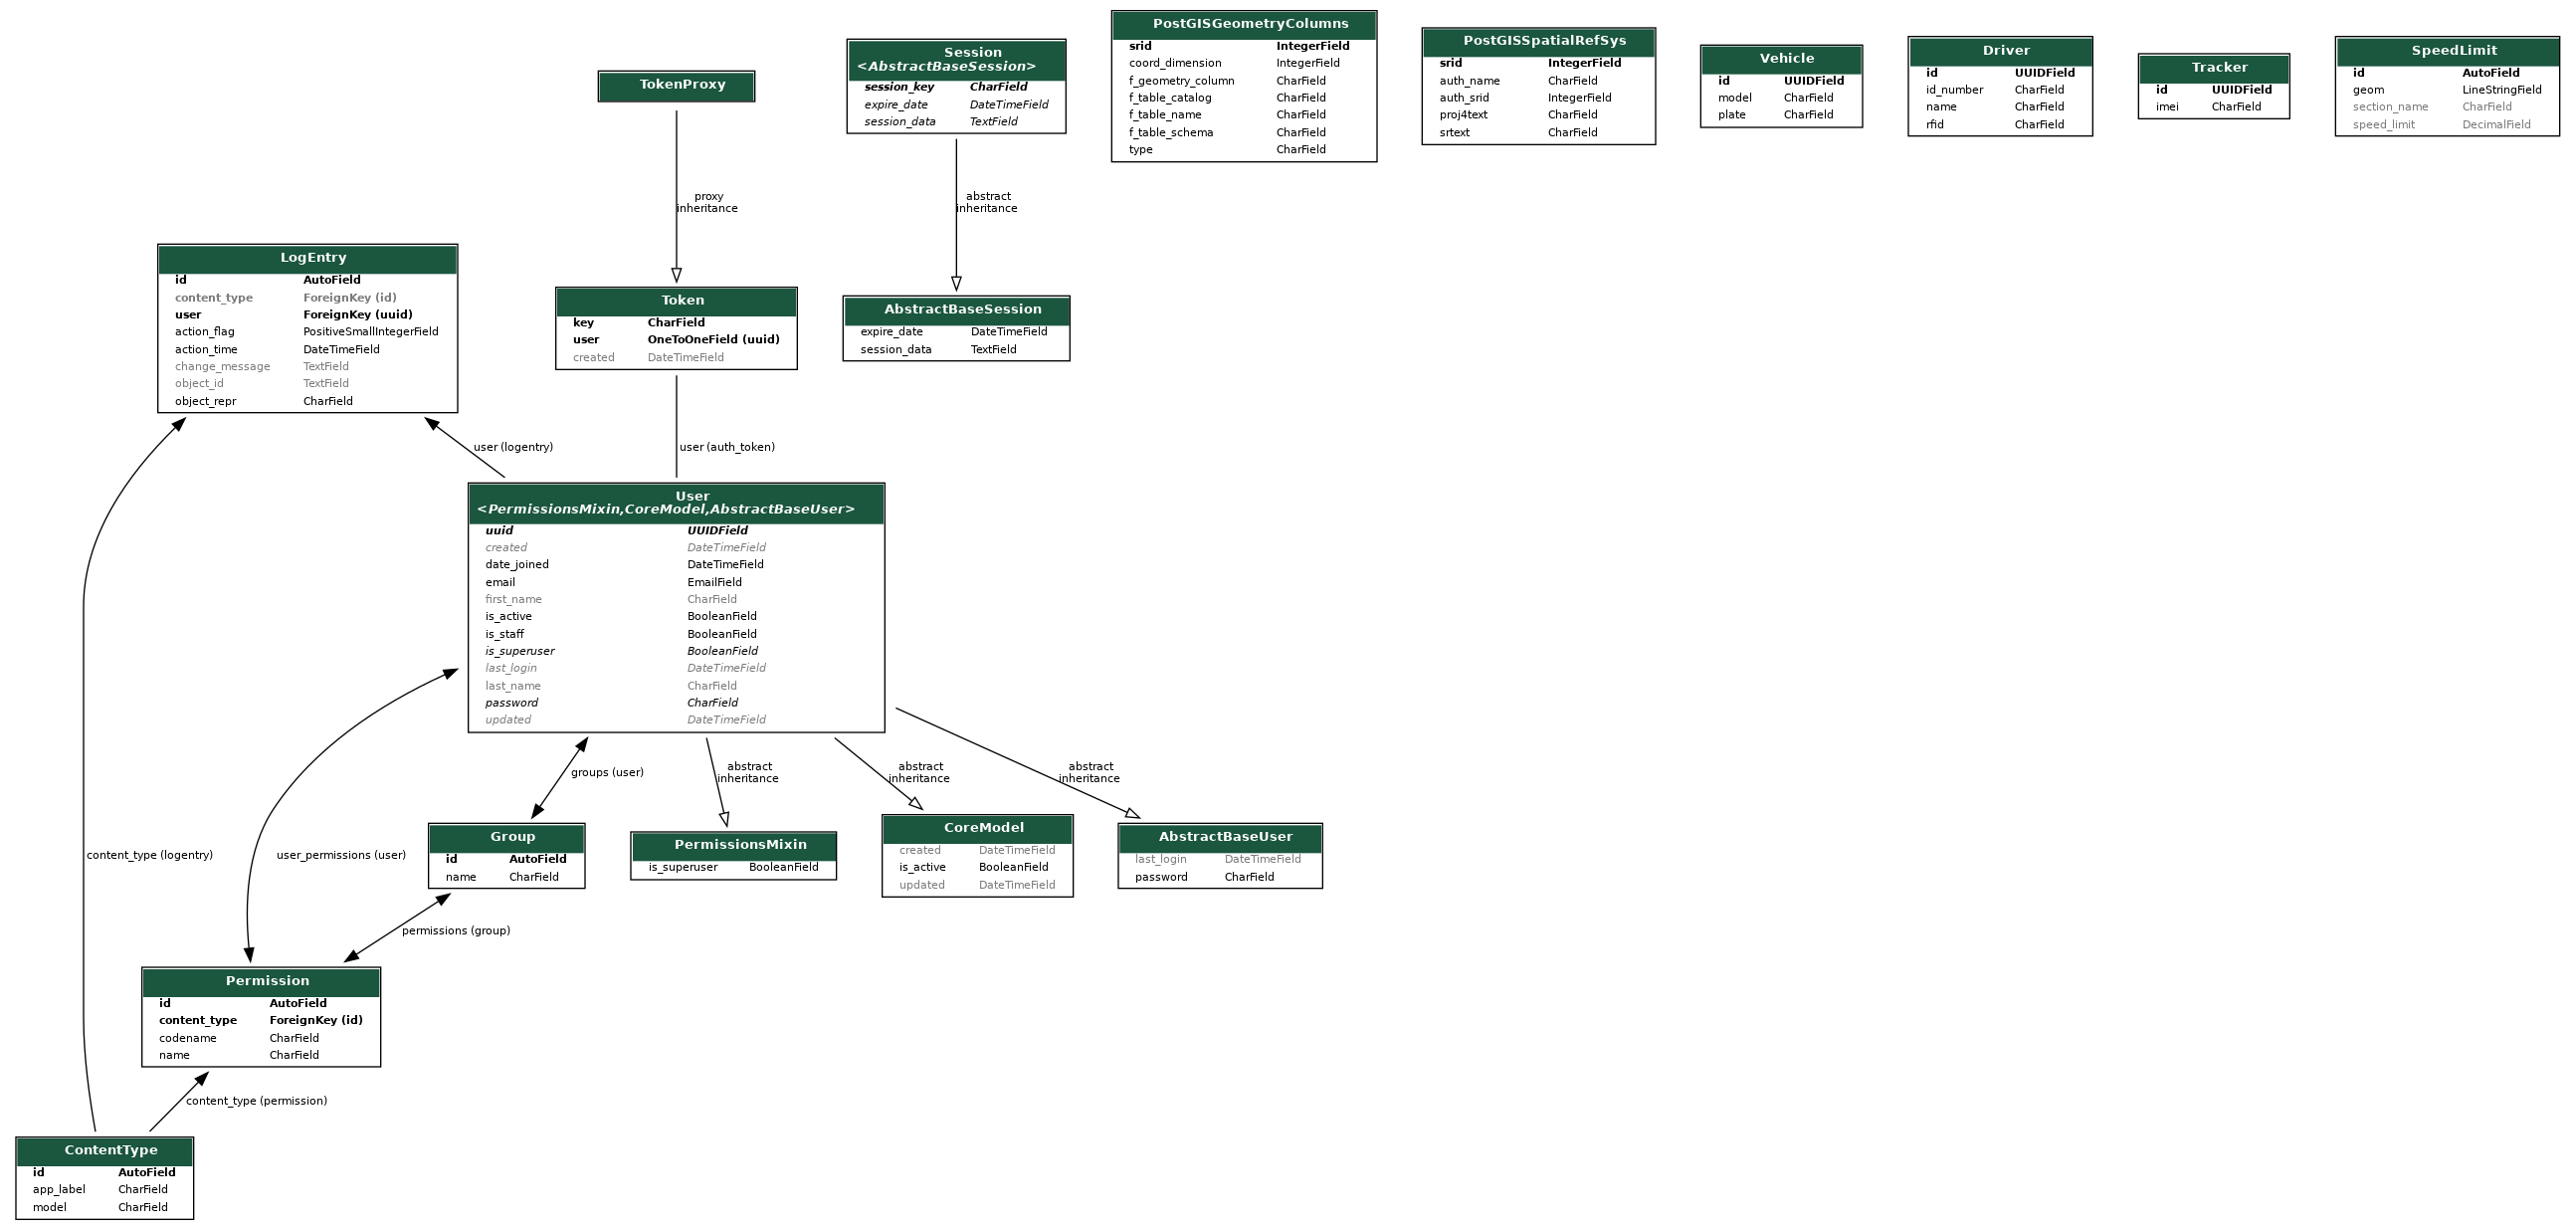 TokenProxy
Session
<AbstractBaseSession>
session_key CharField
expire_date DateTimeField
session_data TextField
PostGISGeometryColumns
srid IntegerField
coord_dimension IntegerField
f_geometry_column CharField
f_table_catalog CharField
f_table_name CharField
f_table_schema CharField
type CharField
PostGISSpatialRefSys
srid IntegerField
auth_name CharField
auth_srid IntegerField
proj4text CharField
srtext CharField
Vehicle
id UUIDField
model CharField
plate CharField
Driver
id UUIDField
id_number CharField
name CharField
rfid CharField
Tracker
id UUIDField
imei CharField
SpeedLimit
id AutoField
geom LineStringField
section_name CharField
speed_limit DecimalField
proxy
inheritance
abstract
inheritance
LogEntry
id AutoField
content_type ForeignKey (id)
user ForeignKey (uuid)
action_flag PositiveSmallIntegerField
action_time DateTimeField
change_message TextField
object_id TextField
object_repr CharField
Token
key CharField
user OneToOneField (uuid)
created DateTimeField
AbstractBaseSession
expire_date DateTimeField
session_data TextField
user (logentry)
user (auth_token)
User
<PermissionsMixin,CoreModel,AbstractBaseUser>
uuid UUIDField
created DateTimeField
date_joined DateTimeField
email EmailField
first_name CharField
is_active BooleanField
is_staff BooleanField
is_superuser BooleanField
last_login DateTimeField
last_name CharField
password CharField
updated DateTimeField
groups (user)
abstract
inheritance
abstract
inheritance
abstract
inheritance
content_type (logentry)
user_permissions (user)
Group
id AutoField
name CharField
PermissionsMixin
is_superuser BooleanField
CoreModel
created DateTimeField
is_active BooleanField
updated DateTimeField
AbstractBaseUser
last_login DateTimeField
password CharField
permissions (group)
Permission
id AutoField
content_type ForeignKey (id)
codename CharField
name CharField
content_type (permission)
ContentType
id AutoField
app_label CharField
model CharField